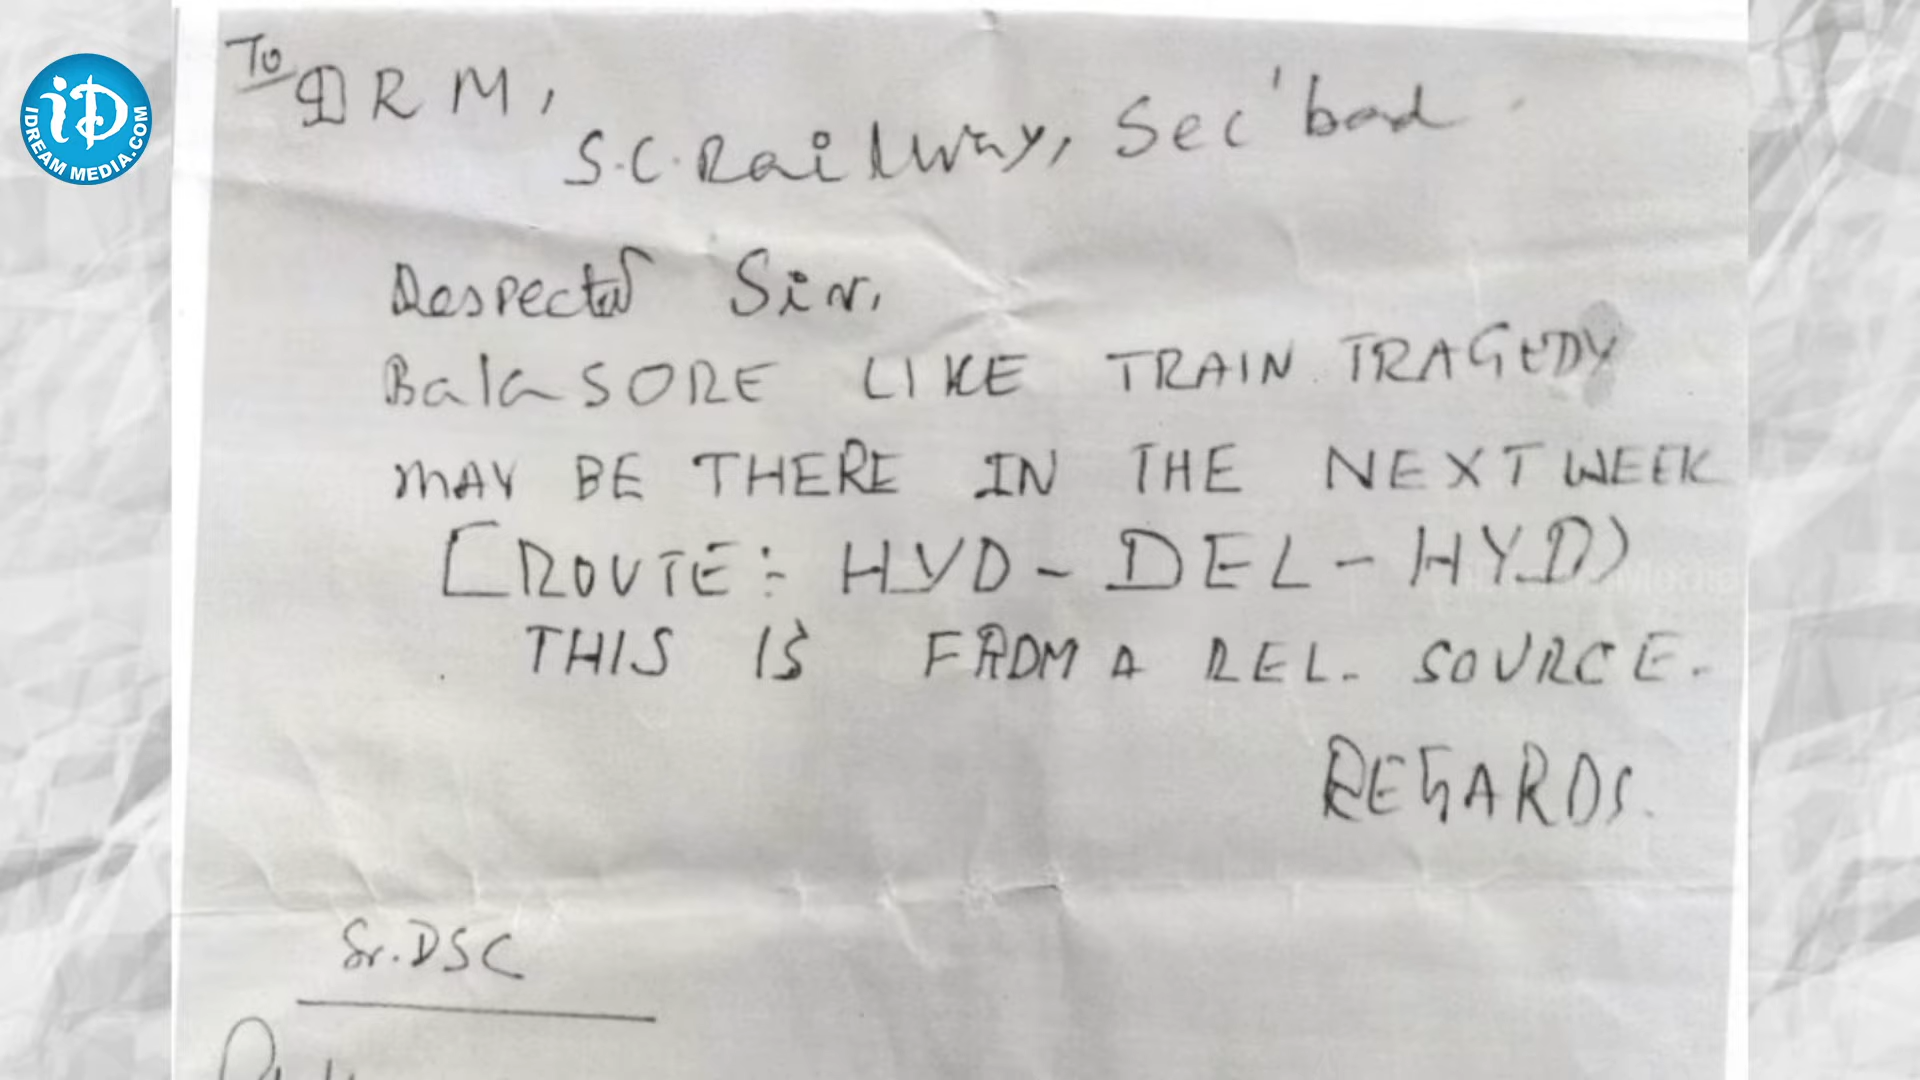 iD
IDREAM MEDIA.COM
To
DRM,
S.C. Railway, Sec'bad
Respected Sir,
BalaSORE LIKE TRAIN TRAGEDY
MAY BE THERE IN THE NEXT WEEK
[ROUTE:- HYD - DEL - HYD)
THIS IS FROM A REL. SOURCE.
REGARDS.
Sr. DSC